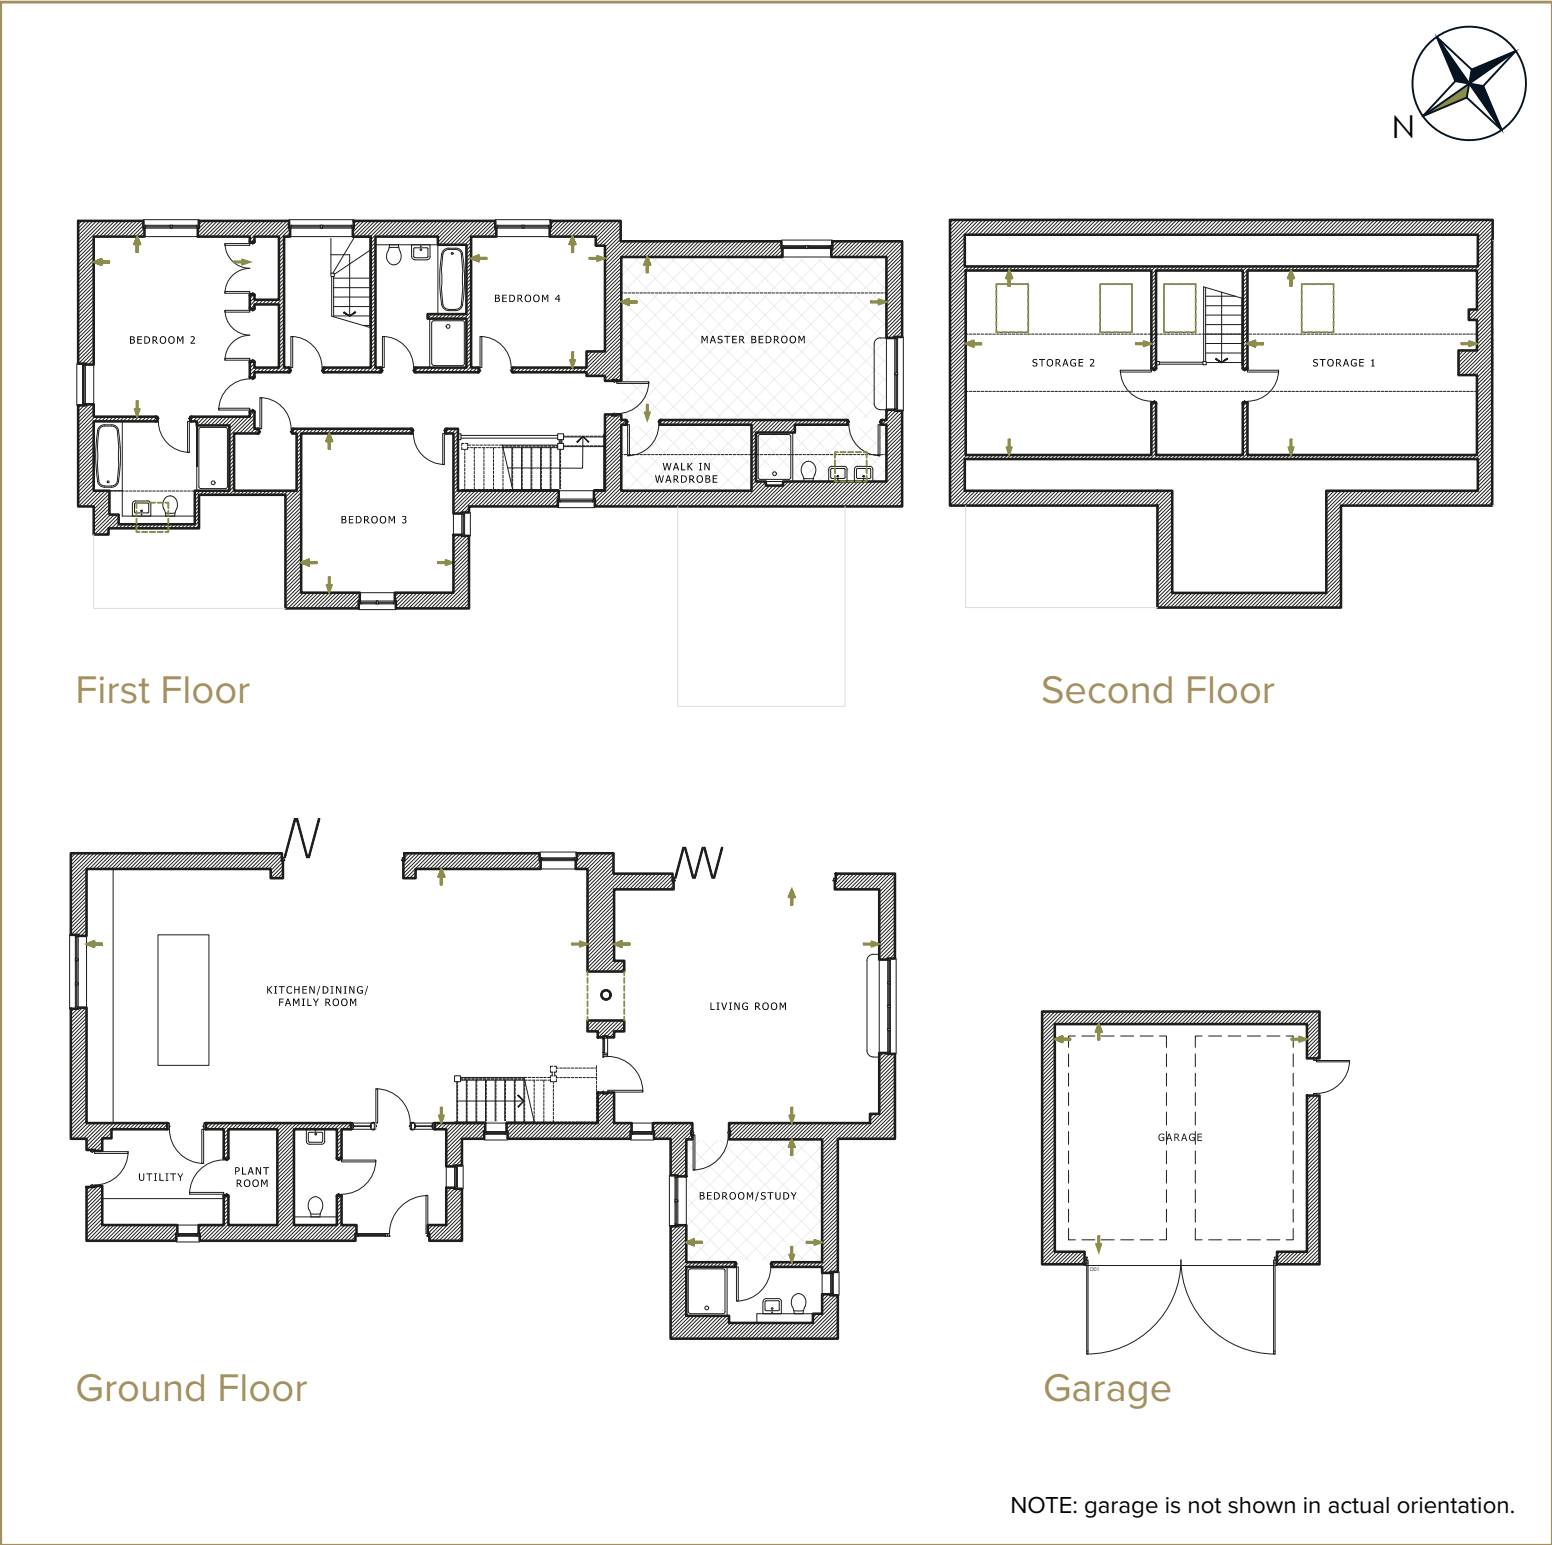 N
BEDROOM 2
BEDROOM 4
MASTER BEDROOM
WALK IN
WARDROBE
BEDROOM 3
First Floor
STORAGE 2
STORAGE 1
Second Floor
KITCHEN/DINING/
FAMILY ROOM
LIVING ROOM
UTILITY
PLANT
ROOM
BEDROOM/STUDY
Ground Floor
GARAGE
Garage
NOTE: garage is not shown in actual orientation.